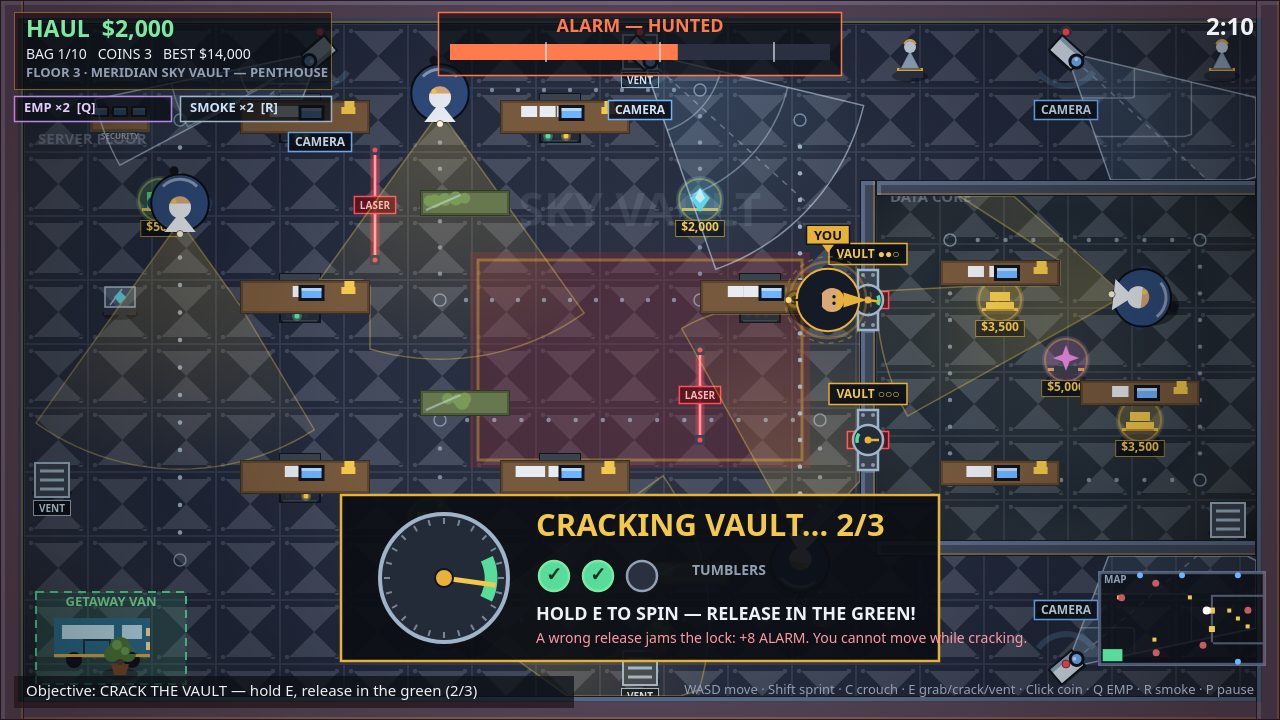 HAUL $2,000
BAG 1/10 COINS 3 BEST $14,000
FLOOR 3 · MERIDIAN SKY VAULT — PENTHOUSE
EMP ×2 [Q]
SMOKE ×2 [R]
ALARM — HUNTED
2:10
VENT
CAMERA
CAMERA
CAMERA
SECURITY
SERVER FLOOR
LASER
SKY VAULT
DATA CORE
$2,000
YOU
VAULT ●●○
$3,500
LASER
VAULT ○○○
$5,000
$3,500
VENT
CRACKING VAULT... 2/3
TUMBLERS
HOLD E TO SPIN — RELEASE IN THE GREEN!
A wrong release jams the lock: +8 ALARM. You cannot move while cracking.
MAP
CAMERA
GETAWAY VAN
VENT
Objective: CRACK THE VAULT — hold E, release in the green (2/3)
WASD move · Shift sprint · C crouch · E grab/crack/vent · Click coin · Q EMP · R smoke · P pause